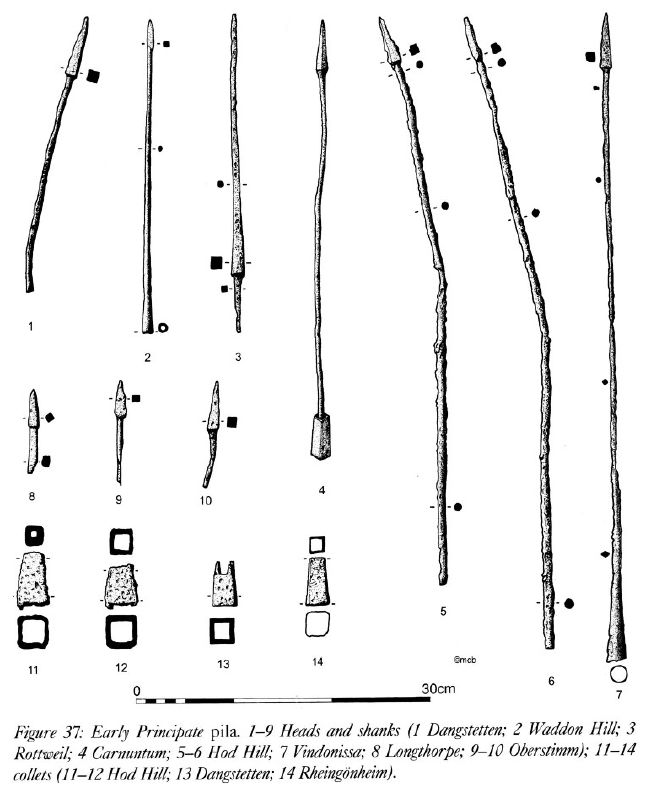 1
2
3
4
5
6
7
8
9
10
11
12
13
14
©mcb
0 30cm
Figure 37: Early Principate pila. 1–9 Heads and shanks (1 Dangstetten; 2 Waddon Hill; 3
Rottweil; 4 Carnuntum; 5–6 Hod Hill; 7 Vindonissa; 8 Longthorpe; 9–10 Oberstimm); 11–14
collets (11–12 Hod Hill; 13 Dangstetten; 14 Rheingönheim).